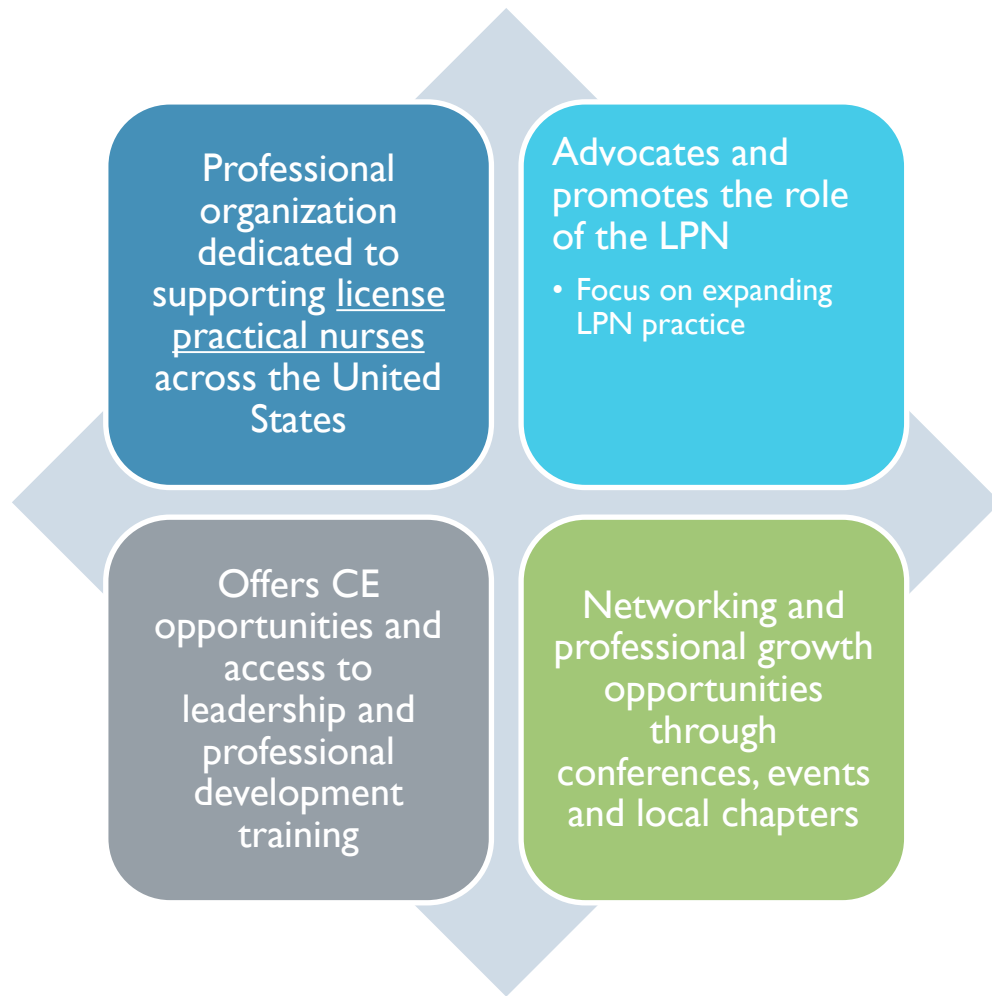 Professional
organization
dedicated to
supporting license
practical nurses
across the United
States
Advocates and
promotes the role
of the LPN
• Focus on expanding
LPN practice
Offers CE
opportunities and
access to
leadership and
professional
development
training
Networking and
professional growth
opportunities
through
conferences, events
and local chapters